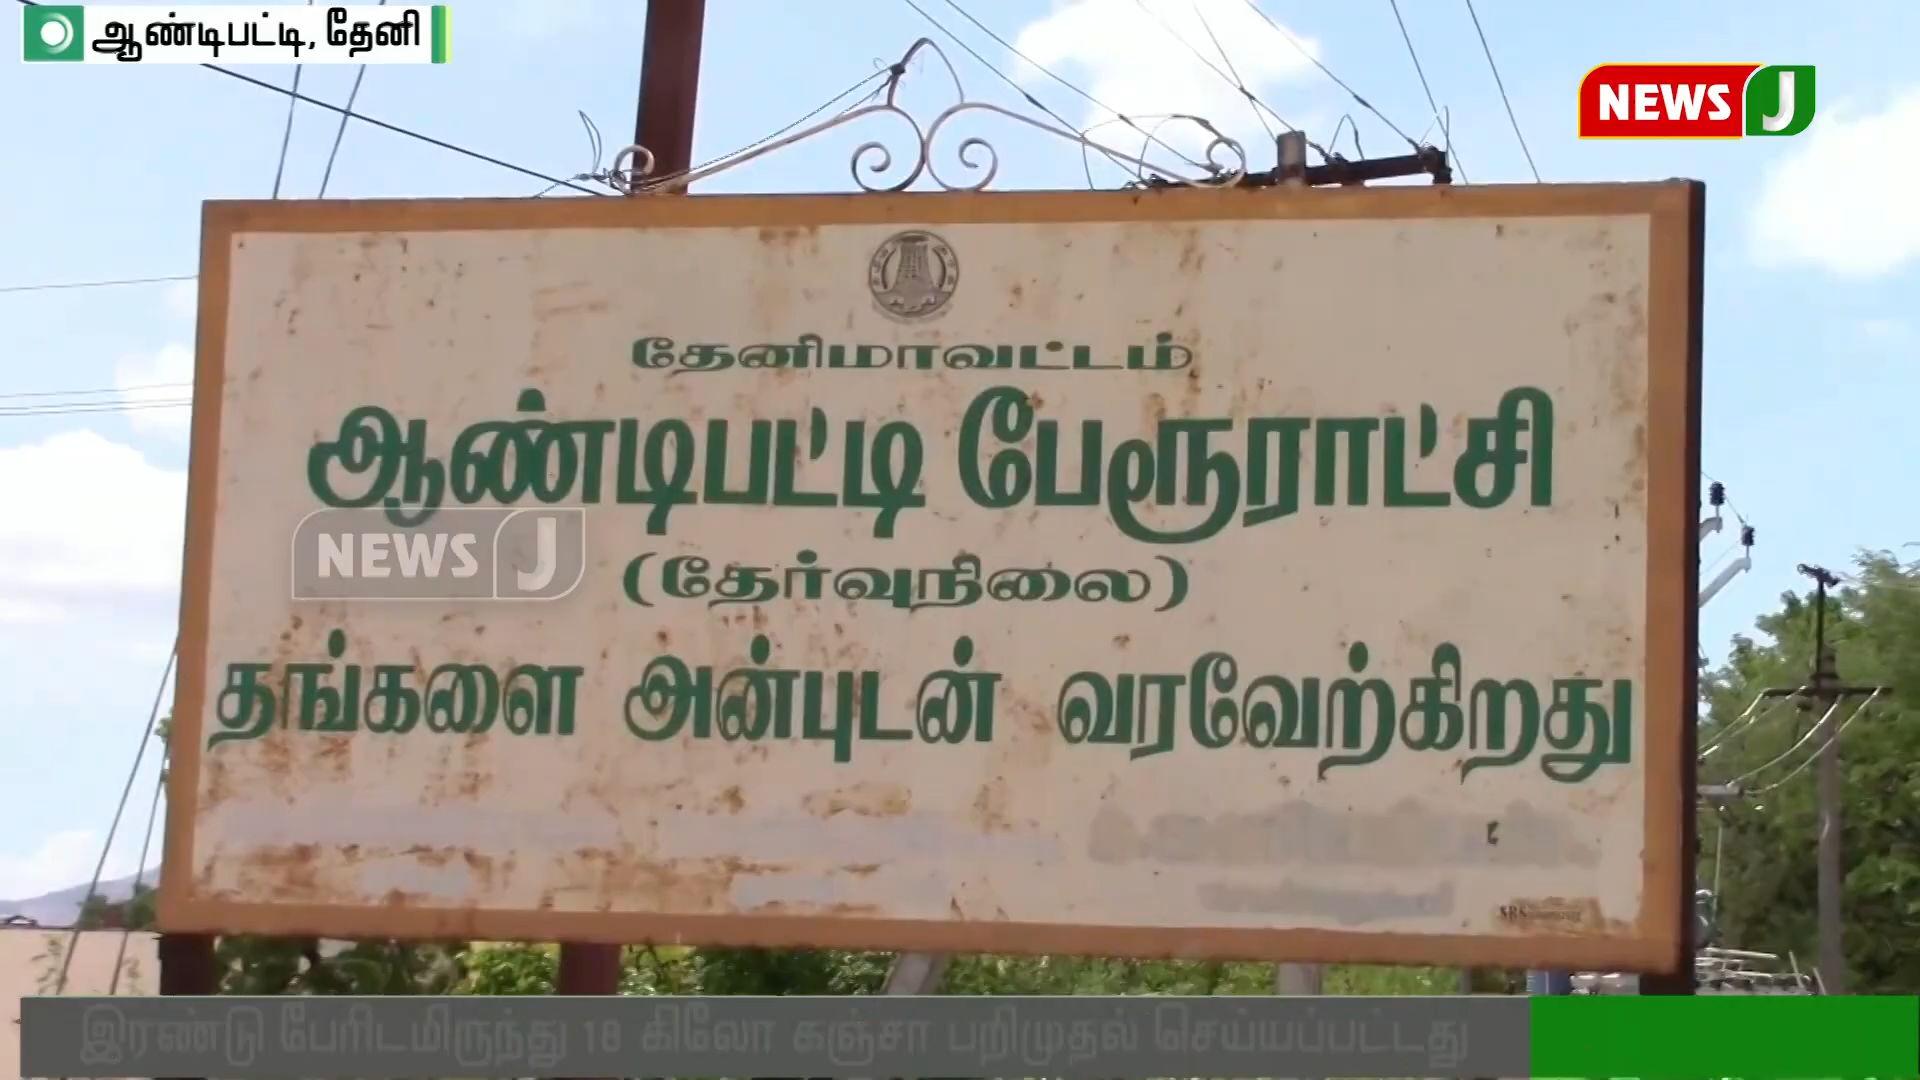 ஆண்டிபட்டி, தேனி
NEWS J
தேனிமாவட்டம்
ஆண்டிபட்டி பேரூராட்சி
NEWS J
(தேர்வுநிலை)
தங்களை அன்புடன் வரவேற்கிறது
இரண்டு பேரிடமிருந்து 18 கிலோ கஞ்சா பறிமுதல் செய்யப்பட்டது